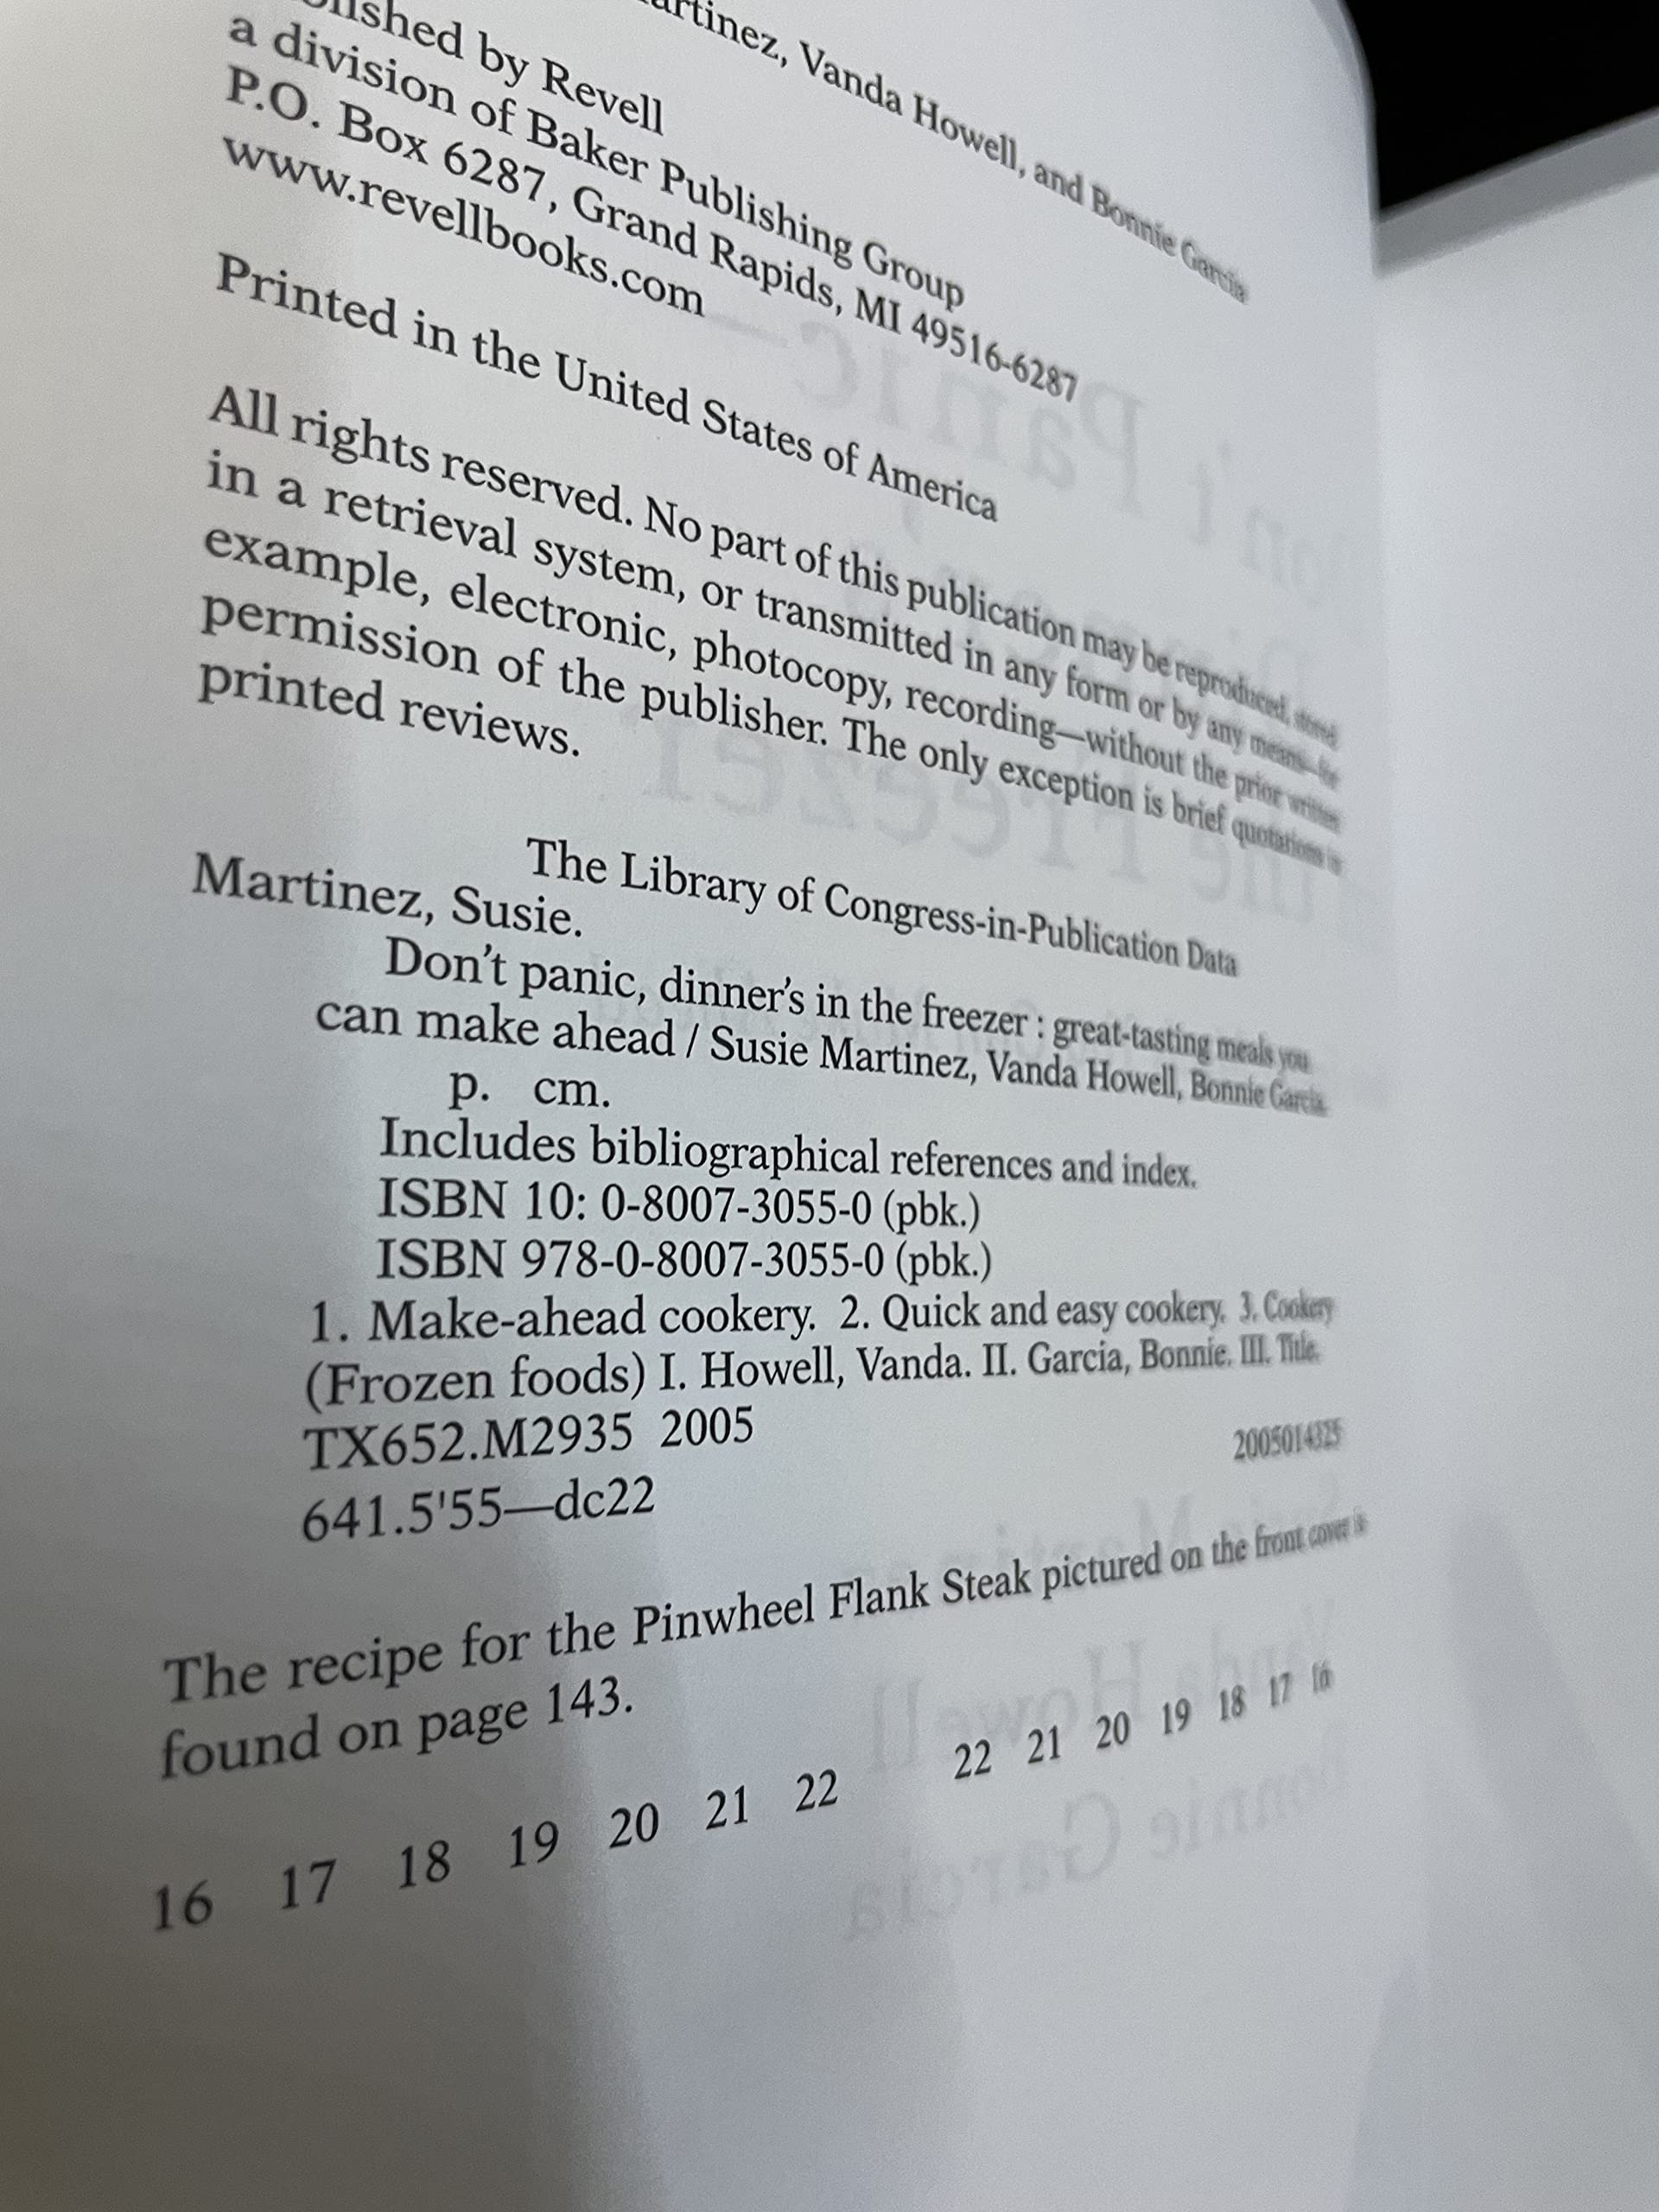 Martinez, Vanda Howell, and Bonnie Garcia
Published by Revell
a division of Baker Publishing Group
P.O. Box 6287, Grand Rapids, MI 49516-6287
www.revellbooks.com
Printed in the United States of America
All rights reserved. No part of this publication may be reproduced, stored
in a retrieval system, or transmitted in any form or by any means—for
example, electronic, photocopy, recording—without the prior written
permission of the publisher. The only exception is brief quotations in
printed reviews.
The Library of Congress-in-Publication Data
Martinez, Susie.
Don't panic, dinner's in the freezer : great-tasting meals you
can make ahead / Susie Martinez, Vanda Howell, Bonnie Garcia.
p. cm.
Includes bibliographical references and index.
ISBN 10: 0-8007-3055-0 (pbk.)
ISBN 978-0-8007-3055-0 (pbk.)
1. Make-ahead cookery. 2. Quick and easy cookery. 3. Cookery
(Frozen foods) I. Howell, Vanda. II. Garcia, Bonnie. III. Title.
TX652.M2935 2005
641.5'55—dc22 2005014325
The recipe for the Pinwheel Flank Steak pictured on the front cover is
found on page 143.
16 17 18 19 20 21 22 22 21 20 19 18 17 16